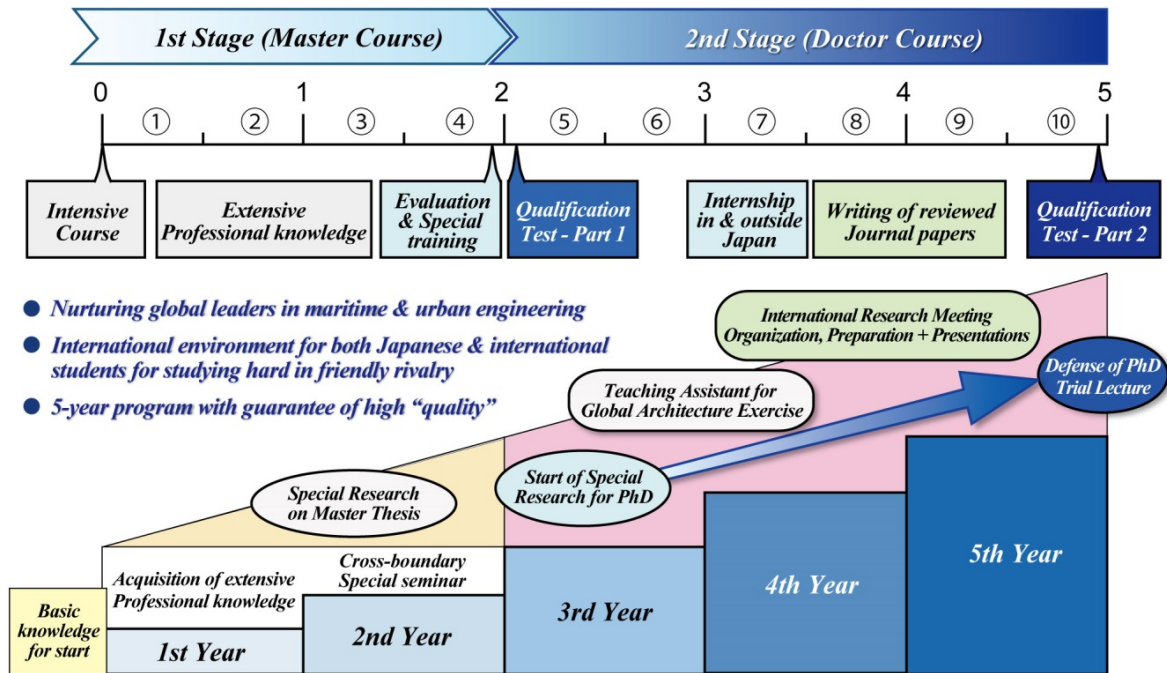 1st Stage (Master Course)
2nd Stage (Doctor Course)
0 1 2 3 4 5
① ② ③ ④ ⑤ ⑥ ⑦ ⑧ ⑨ ⑩
Intensive
Course
Extensive
Professional knowledge
Evaluation
& Special
training
Qualification
Test - Part 1
Internship
in & outside
Japan
Writing of reviewed
Journal papers
Qualification
Test - Part 2
● Nurturing global leaders in maritime & urban engineering
● International environment for both Japanese & international
students for studying hard in friendly rivalry
● 5-year program with guarantee of high “quality”
International Research Meeting
Organization, Preparation + Presentations
Defense of PhD
Trial Lecture
Teaching Assistant for
Global Architecture Exercise
Special Research
on Master Thesis
Start of Special
Research for PhD
Basic
knowledge
for start
Acquisition of extensive
Professional knowledge
1st Year
Cross-boundary
Special seminar
2nd Year
3rd Year
4th Year
5th Year